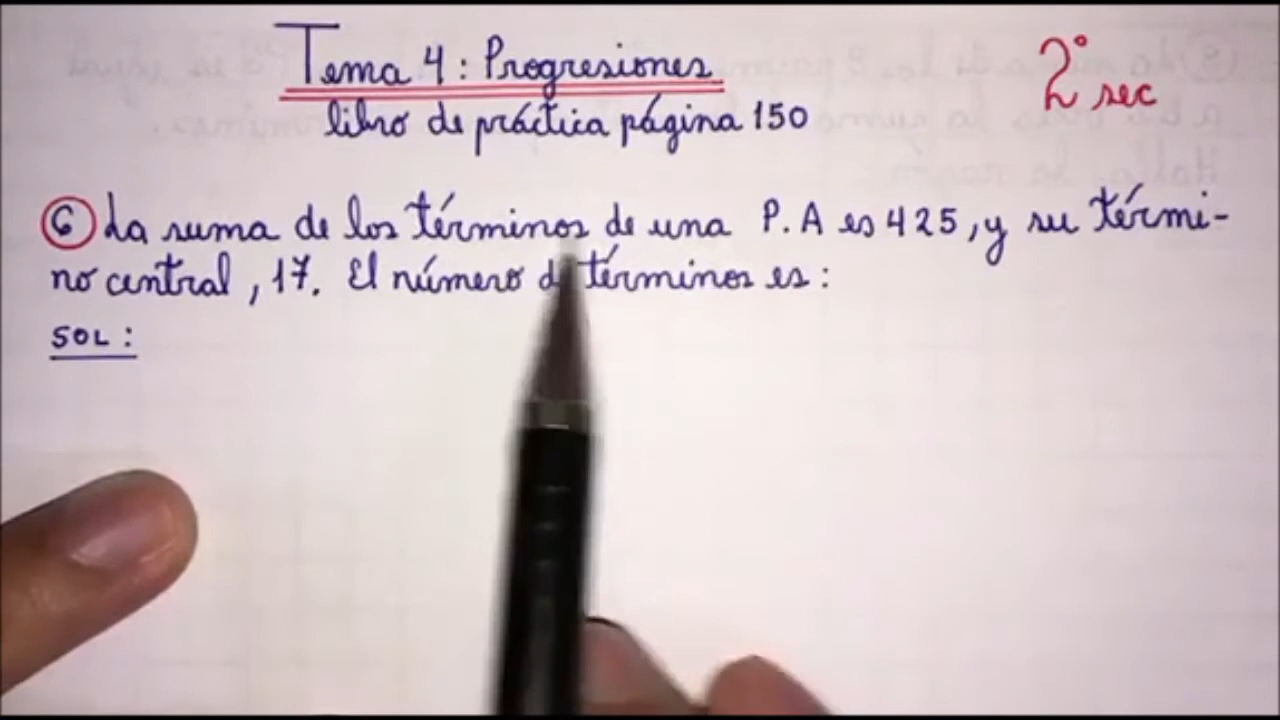 Tema 4 : Progresiones
2° sec
libro de práctica página 150
6 La suma de los términos de una P.A es 425, y su térmi-
no central, 17. El número de términos es :
SOL :